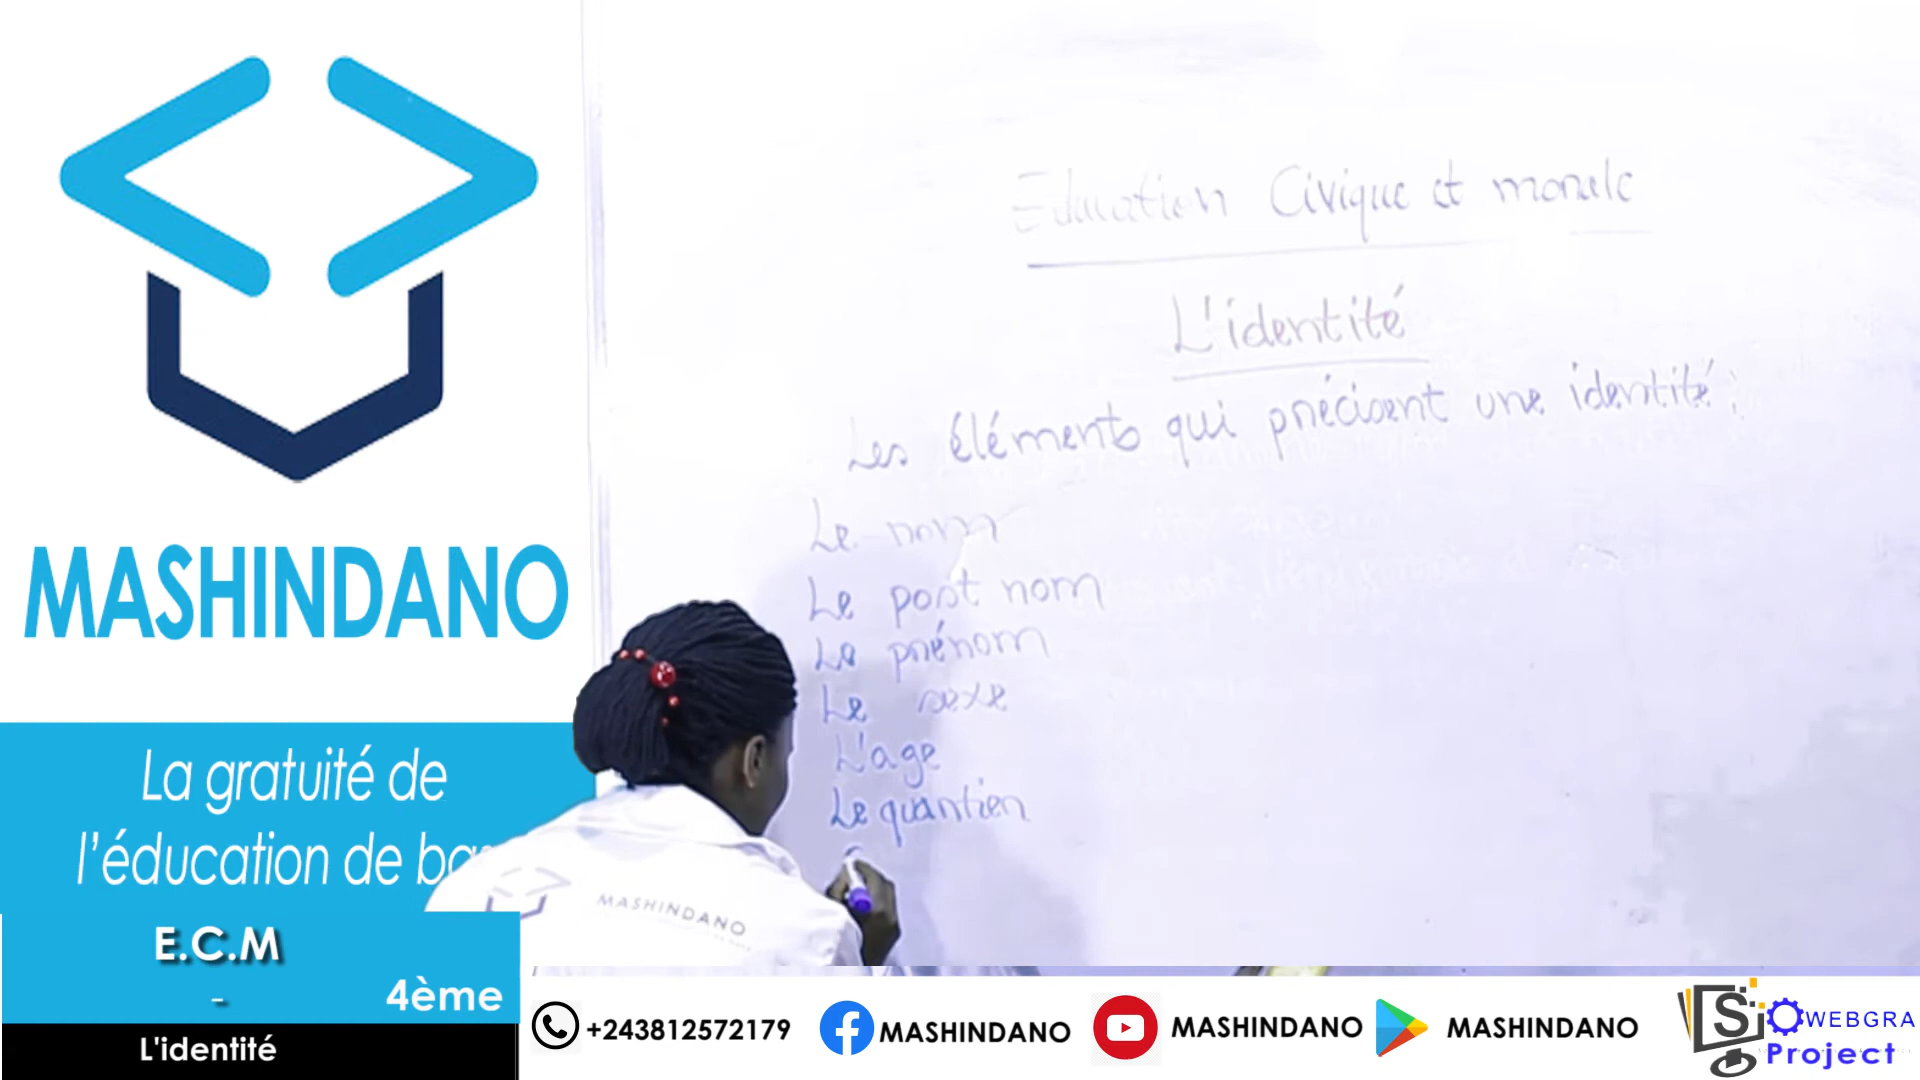 MASHINDANO
La gratuité de
l'éducation de ba
E.C.M
-
4ème
L'identité
Education Civique et morale
L'identité
Les éléments qui précisent une identité:
Le nom
Le post nom
Le prénom
Le sexe
L'age
Le quartier
MASHINDANO
+243812572179
MASHINDANO
MASHINDANO
MASHINDANO
SiO WEBGRA
Project